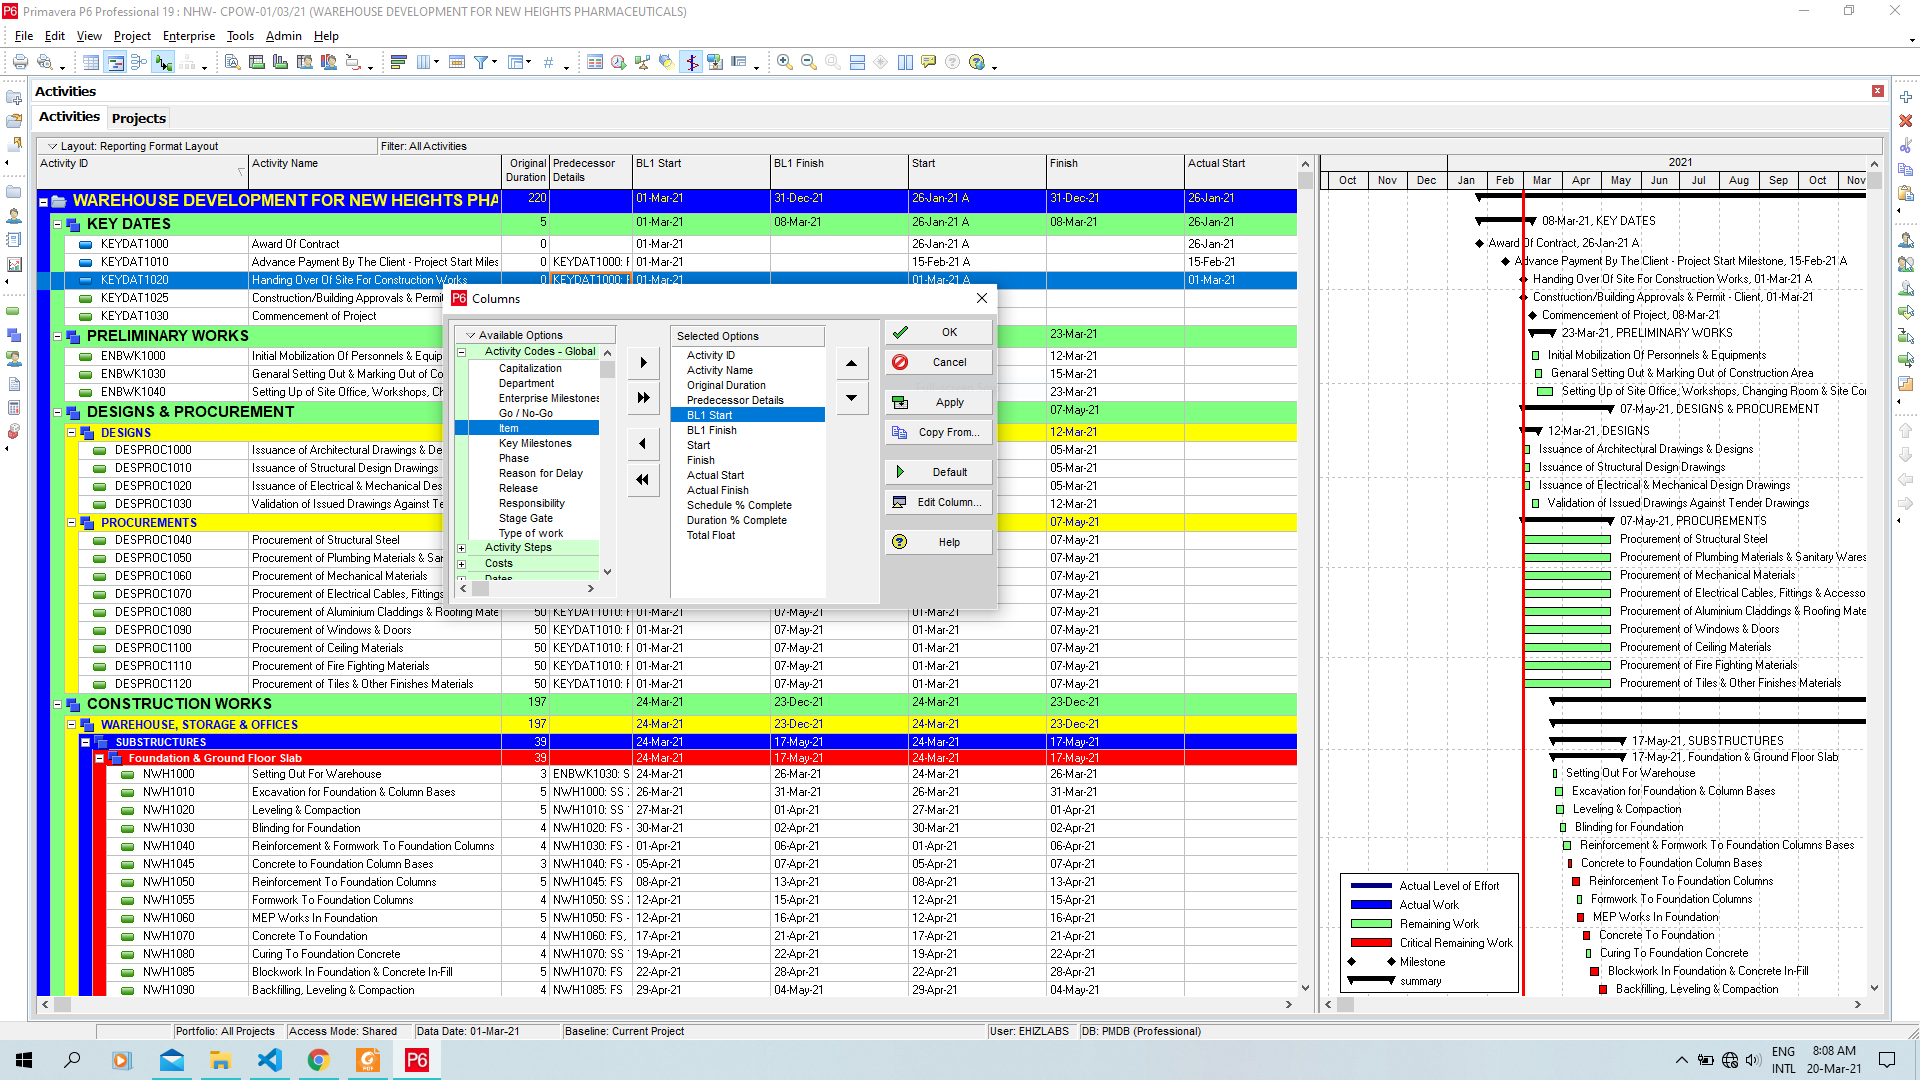 Primavera P6 Professional 19 : NHW- CPOW-01/03/21 (WAREHOUSE DEVELOPMENT FOR NEW HEIGHTS PHARMACEUTICALS)
File Edit View Project Enterprise Tools Admin Help
Activities
Activities Projects
Layout: Reporting Format Layout Filter: All Activities
Activity ID Activity Name Original Duration Predecessor Details BL1 Start BL1 Finish Start Finish Actual Start
WAREHOUSE DEVELOPMENT FOR NEW HEIGHTS PHA 220 01-Mar-21 31-Dec-21 26-Jan-21 A 31-Dec-21 26-Jan-21
KEY DATES 5 01-Mar-21 08-Mar-21 26-Jan-21 A 08-Mar-21 26-Jan-21
KEYDAT1000 Award Of Contract 0 01-Mar-21 26-Jan-21 A 26-Jan-21
KEYDAT1010 Advance Payment By The Client - Project Start Miles 0 KEYDAT1000: F 01-Mar-21 15-Feb-21 A 15-Feb-21
KEYDAT1020 Handing Over Of Site For Construction Works 0 KEYDAT1000: F 01-Mar-21 01-Mar-21 A 01-Mar-21
KEYDAT1025 Construction/Building Approvals & Permit
KEYDAT1030 Commencement of Project
PRELIMINARY WORKS 23-Mar-21
ENBWK1000 Initial Mobilization Of Personnels & Equip 12-Mar-21
ENBWK1030 General Setting Out & Marking Out of Con 15-Mar-21
ENBWK1040 Setting Up of Site Office, Workshops, Ch 23-Mar-21
DESIGNS & PROCUREMENT 07-May-21
DESIGNS 12-Mar-21
DESPROC1000 Issuance of Architectural Drawings & De 05-Mar-21
DESPROC1010 Issuance of Structural Design Drawings 05-Mar-21
DESPROC1020 Issuance of Electrical & Mechanical Des 05-Mar-21
DESPROC1030 Validation of Issued Drawings Against Te 12-Mar-21
PROCUREMENTS 07-May-21
DESPROC1040 Procurement of Structural Steel 07-May-21
DESPROC1050 Procurement of Plumbing Materials & San 07-May-21
DESPROC1060 Procurement of Mechanical Materials 07-May-21
DESPROC1070 Procurement of Electrical Cables, Fittings 07-May-21
DESPROC1080 Procurement of Aluminium Claddings & Roofing Mate 50 KEYDAT1010: F 01-Mar-21 07-May-21 01-Mar-21 07-May-21
DESPROC1090 Procurement of Windows & Doors 50 KEYDAT1010: F 01-Mar-21 07-May-21 01-Mar-21 07-May-21
DESPROC1100 Procurement of Ceiling Materials 50 KEYDAT1010: F 01-Mar-21 07-May-21 01-Mar-21 07-May-21
DESPROC1110 Procurement of Fire Fighting Materials 50 KEYDAT1010: F 01-Mar-21 07-May-21 01-Mar-21 07-May-21
DESPROC1120 Procurement of Tiles & Other Finishes Materials 50 KEYDAT1010: F 01-Mar-21 07-May-21 01-Mar-21 07-May-21
CONSTRUCTION WORKS 197 24-Mar-21 23-Dec-21 24-Mar-21 23-Dec-21
WAREHOUSE, STORAGE & OFFICES 197 24-Mar-21 23-Dec-21 24-Mar-21 23-Dec-21
SUBSTRUCTURES 39 24-Mar-21 17-May-21 24-Mar-21 17-May-21
Foundation & Ground Floor Slab 39 24-Mar-21 17-May-21 24-Mar-21 17-May-21
NWH1000 Setting Out For Warehouse 3 ENBWK1030: S 24-Mar-21 26-Mar-21 24-Mar-21 26-Mar-21
NWH1010 Excavation for Foundation & Column Bases 5 NWH1000: SS 26-Mar-21 31-Mar-21 26-Mar-21 31-Mar-21
NWH1020 Leveling & Compaction 5 NWH1010: SS 27-Mar-21 01-Apr-21 27-Mar-21 01-Apr-21
NWH1030 Blinding for Foundation 4 NWH1020: FS - 30-Mar-21 02-Apr-21 30-Mar-21 02-Apr-21
NWH1040 Reinforcement & Formwork To Foundation Columns 4 NWH1030: FS - 01-Apr-21 06-Apr-21 01-Apr-21 06-Apr-21
NWH1045 Concrete to Foundation Column Bases 3 NWH1040: FS - 05-Apr-21 07-Apr-21 05-Apr-21 07-Apr-21
NWH1050 Reinforcement To Foundation Columns 5 NWH1045: FS 08-Apr-21 13-Apr-21 08-Apr-21 13-Apr-21
NWH1055 Formwork To Foundation Columns 4 NWH1050: SS 12-Apr-21 15-Apr-21 12-Apr-21 15-Apr-21
NWH1060 MEP Works In Foundation 5 NWH1050: FS - 12-Apr-21 16-Apr-21 12-Apr-21 16-Apr-21
NWH1070 Concrete To Foundation 4 NWH1060: FS, 17-Apr-21 21-Apr-21 17-Apr-21 21-Apr-21
NWH1080 Curing To Foundation Concrete 4 NWH1070: SS 19-Apr-21 22-Apr-21 19-Apr-21 22-Apr-21
NWH1085 Blockwork In Foundation & Concrete In-Fill 5 NWH1070: FS 22-Apr-21 28-Apr-21 22-Apr-21 28-Apr-21
NWH1090 Backfilling, Leveling & Compaction 4 NWH1085: FS 29-Apr-21 04-May-21 29-Apr-21 04-May-21
P6 Columns
Available Options
Activity Codes - Global
Capitalization
Department
Enterprise Milestones
Go / No-Go
Item
Key Milestones
Phase
Reason for Delay
Release
Responsibility
Stage Gate
Type of work
Activity Steps
Costs
Dates
Selected Options
Activity ID
Activity Name
Original Duration
Predecessor Details
BL1 Start
BL1 Finish
Start
Finish
Actual Start
Actual Finish
Schedule % Complete
Duration % Complete
Total Float
OK
Cancel
Apply
Copy From...
Default
Edit Column...
Help
2021
Oct Nov Dec Jan Feb Mar Apr May Jun Jul Aug Sep Oct Nov
08-Mar-21, KEY DATES
Award Of Contract, 26-Jan-21 A
Advance Payment By The Client - Project Start Milestone, 15-Feb-21 A
Handing Over Of Site For Construction Works, 01-Mar-21 A
Construction/Building Approvals & Permit - Client, 01-Mar-21
Commencement of Project, 08-Mar-21
23-Mar-21, PRELIMINARY WORKS
Initial Mobilization Of Personnels & Equipments
General Setting Out & Marking Out of Construction Area
Setting Up of Site Office, Workshops, Changing Room & Site Con
07-May-21, DESIGNS & PROCUREMENT
12-Mar-21, DESIGNS
Issuance of Architectural Drawings & Designs
Issuance of Structural Design Drawings
Issuance of Electrical & Mechanical Design Drawings
Validation of Issued Drawings Against Tender Drawings
07-May-21, PROCUREMENTS
Procurement of Structural Steel
Procurement of Plumbing Materials & Sanitary Wares
Procurement of Mechanical Materials
Procurement of Electrical Cables, Fittings & Accesso
Procurement of Aluminium Claddings & Roofing Mate
Procurement of Windows & Doors
Procurement of Ceiling Materials
Procurement of Fire Fighting Materials
Procurement of Tiles & Other Finishes Materials
17-May-21, SUBSTRUCTURES
17-May-21, Foundation & Ground Floor Slab
Setting Out For Warehouse
Excavation for Foundation & Column Bases
Leveling & Compaction
Blinding for Foundation
Reinforcement & Formwork To Foundation Columns Bases
Concrete to Foundation Column Bases
Reinforcement To Foundation Columns
Formwork To Foundation Columns
MEP Works In Foundation
Concrete To Foundation
Curing To Foundation Concrete
Blockwork In Foundation & Concrete In-Fill
Backfilling, Leveling & Compaction
Actual Level of Effort
Actual Work
Remaining Work
Critical Remaining Work
Milestone
summary
Portfolio: All Projects Access Mode: Shared Data Date: 01-Mar-21 Baseline: Current Project User: EHIZLABS DB: PMDB (Professional)
P6 ENG INTL 8:08 AM 20-Mar-21